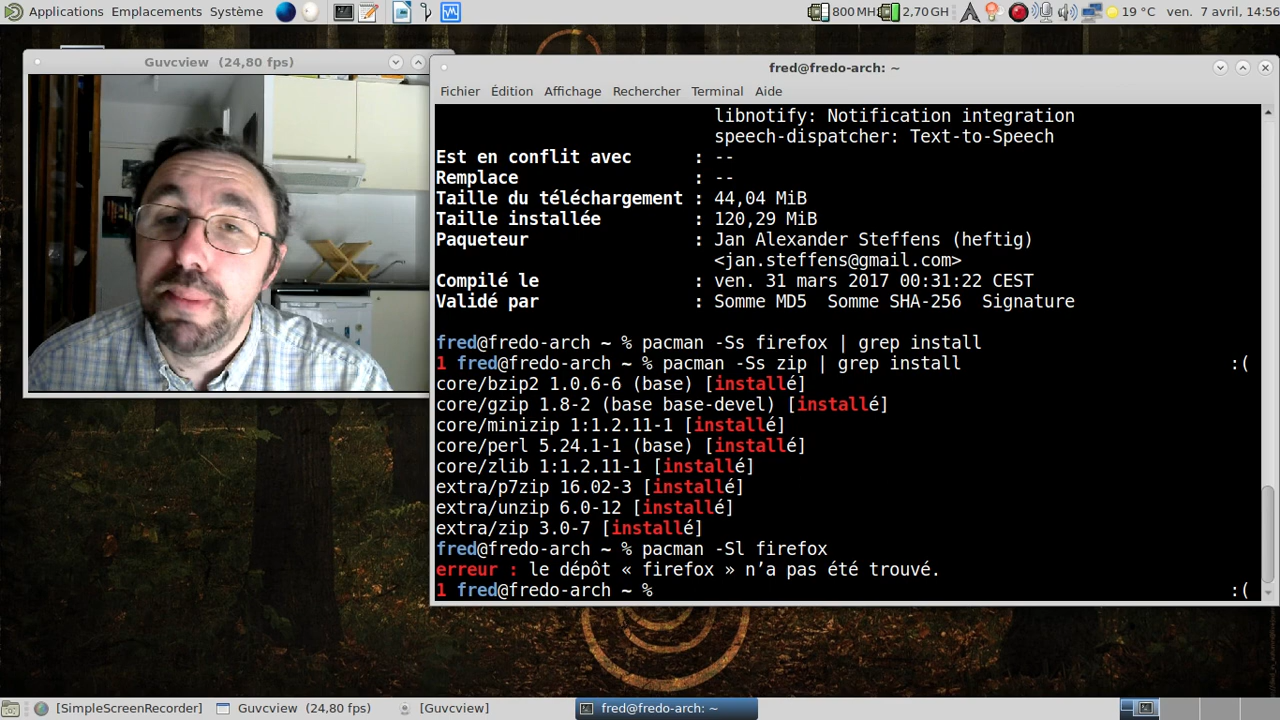 Applications Emplacements Système 800 MHz 2,70 GH 19 °C ven. 7 avril, 14:56
Guvcview (24,80 fps)
fred@fredo-arch: ~
Fichier Édition Affichage Rechercher Terminal Aide
libnotify: Notification integration
speech-dispatcher: Text-to-Speech
Est en conflit avec : --
Remplace : --
Taille du téléchargement : 44,04 MiB
Taille installée : 120,29 MiB
Paqueteur : Jan Alexander Steffens (heftig)
<jan.steffens@gmail.com>
Compilé le : ven. 31 mars 2017 00:31:22 CEST
Validé par : Somme MD5 Somme SHA-256 Signature
fred@fredo-arch ~ % pacman -Ss firefox | grep install
1 fred@fredo-arch ~ % pacman -Ss zip | grep install :(
core/bzip2 1.0.6-6 (base) [installé]
core/gzip 1.8-2 (base base-devel) [installé]
core/minizip 1:1.2.11-1 [installé]
core/perl 5.24.1-1 (base) [installé]
core/zlib 1:1.2.11-1 [installé]
extra/p7zip 16.02-3 [installé]
extra/unzip 6.0-12 [installé]
extra/zip 3.0-7 [installé]
fred@fredo-arch ~ % pacman -Sl firefox
erreur : le dépôt « firefox » n’a pas été trouvé.
1 fred@fredo-arch ~ % :(
[SimpleScreenRecorder] Guvcview (24,80 fps) [Guvcview] fred@fredo-arch: ~